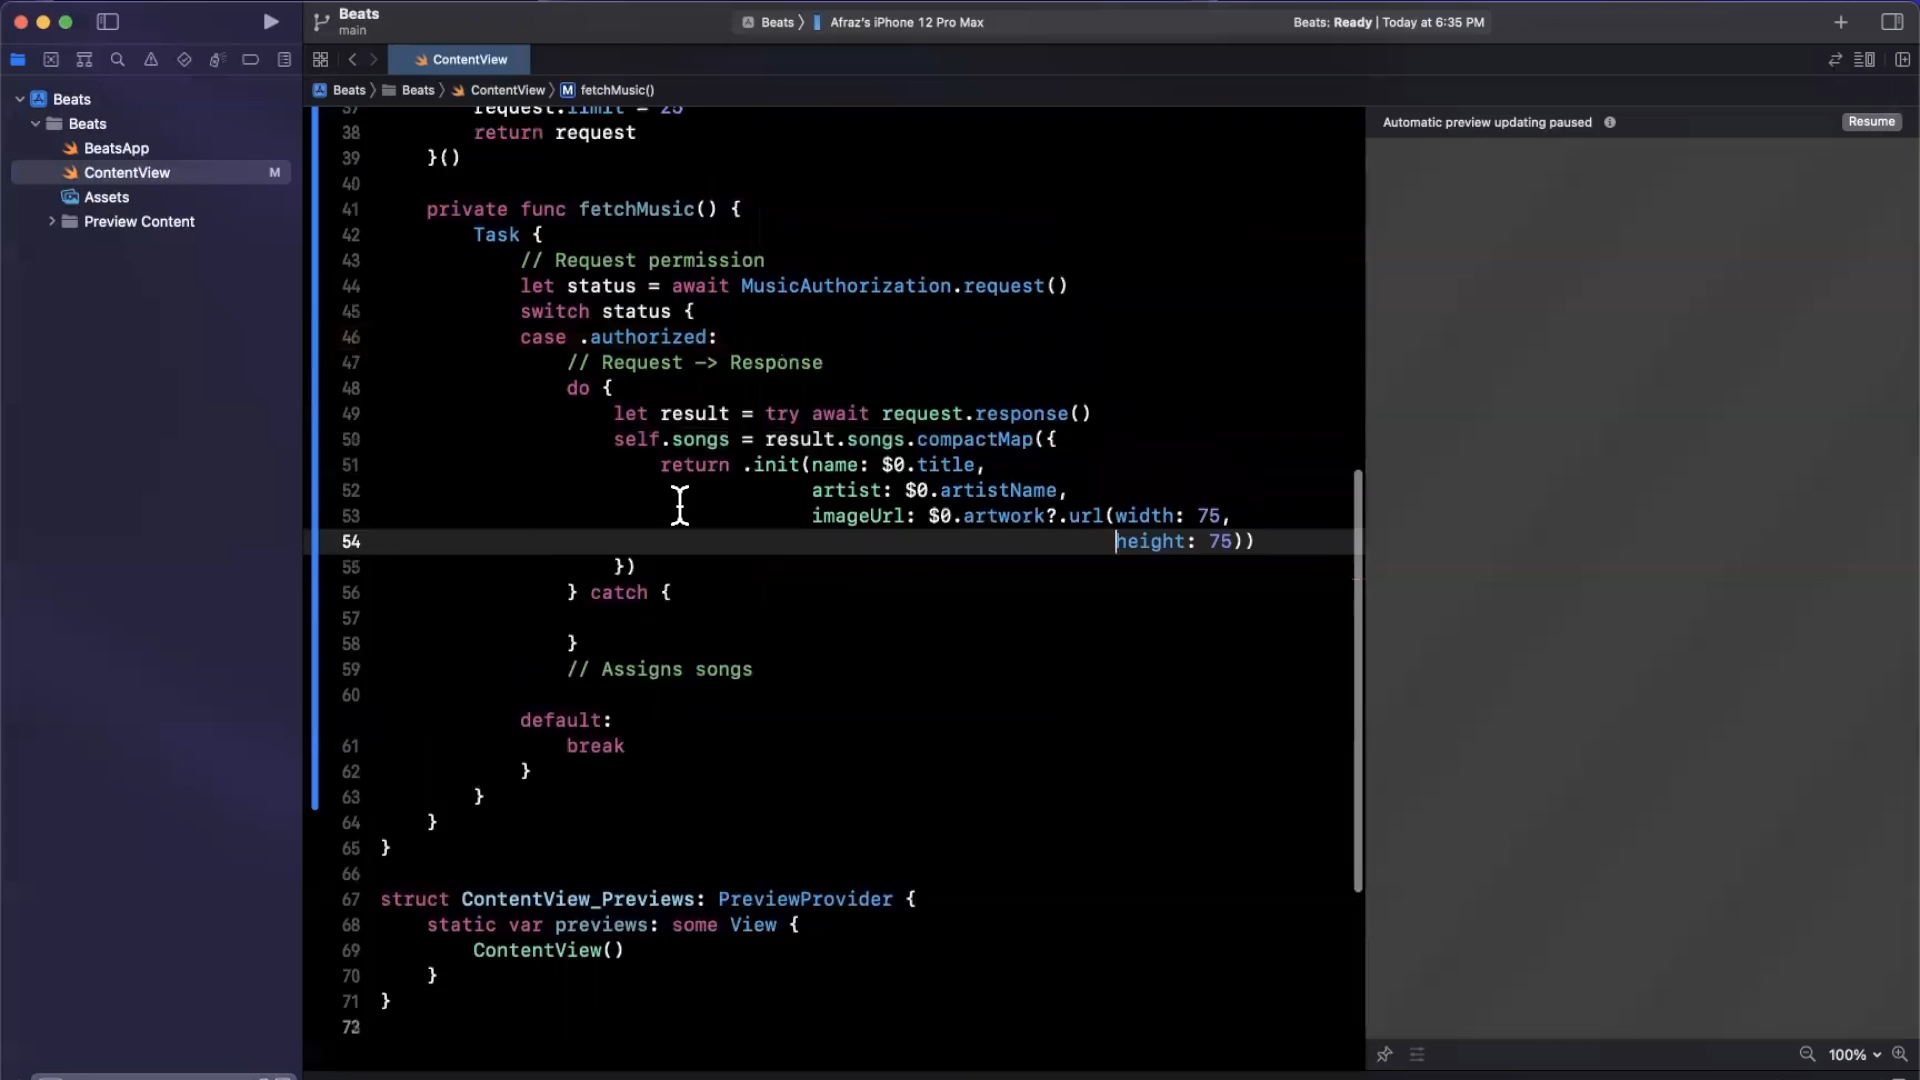 Beats
main
Beats
Afraz's iPhone 12 Pro Max
Beats: Ready | Today at 6:35 PM
ContentView
Beats
Beats
ContentView
M
fetchMusic()
Beats
Beats
BeatsApp
ContentView
M
Assets
Preview Content
Automatic preview updating paused
Resume
37 request.limit = 25
38 return request
39 }()
40
41 private func fetchMusic() {
42 Task {
43 // Request permission
44 let status = await MusicAuthorization.request()
45 switch status {
46 case .authorized:
47 // Request -> Response
48 do {
49 let result = try await request.response()
50 self.songs = result.songs.compactMap({
51 return .init(name: $0.title,
52 artist: $0.artistName,
53 imageUrl: $0.artwork?.url(width: 75,
54 height: 75))
55 })
56 } catch {
57
58 }
59 // Assigns songs
60
default:
61 break
62 }
63 }
64 }
65 }
66
67 struct ContentView_Previews: PreviewProvider {
68 static var previews: some View {
69 ContentView()
70 }
71 }
72
100%